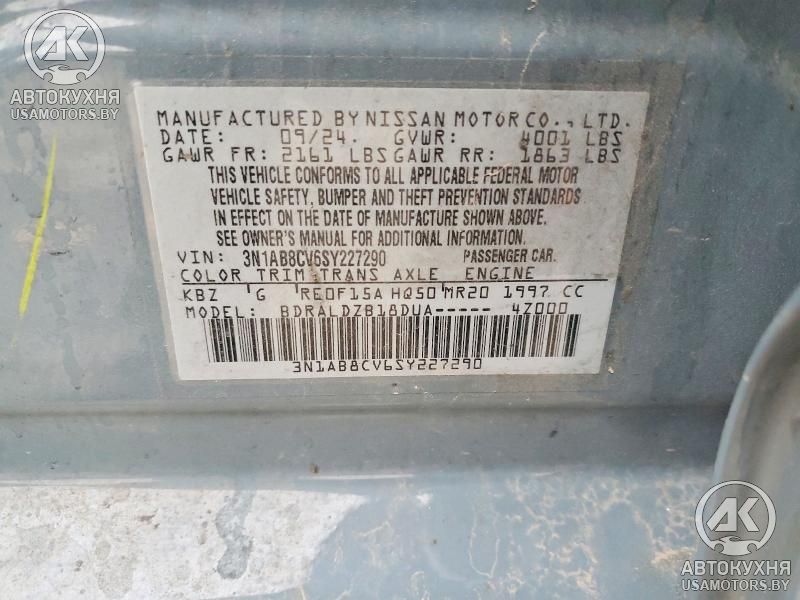 AK
АВТОКУХНЯ
USAMOTORS.BY
MANUFACTURED BY NISSAN MOTOR CO., LTD.
DATE: 09/24. GVWR: 4001 LBS
GAWR FR: 2161 LBS GAWR RR: 1863 LBS
THIS VEHICLE CONFORMS TO ALL APPLICABLE FEDERAL MOTOR
VEHICLE SAFETY, BUMPER AND THEFT PREVENTION STANDARDS
IN EFFECT ON THE DATE OF MANUFACTURE SHOWN ABOVE.
SEE OWNER'S MANUAL FOR ADDITIONAL INFORMATION.
VIN: 3N1AB8CV6SY227290 PASSENGER CAR.
COLOR TRIM TRANS AXLE ENGINE
KBZ G RE0F15A HQ50 MR20 1997 CC
MODEL: BDRALDZB18DUA----- 4Z000
3N1AB8CV6SY227290
AK
АВТОКУХНЯ
USAMOTORS.BY